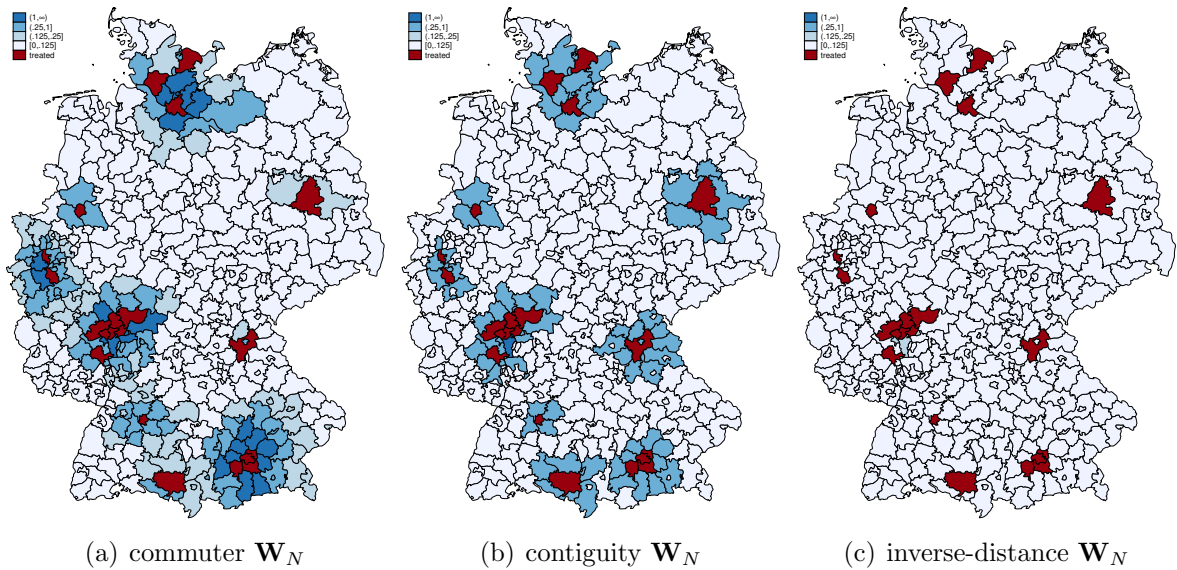 (1,∞)
(.25,1]
(.125,.25]
[0,.125]
treated
(1,∞)
(.25,1]
(.125,.25]
[0,.125]
treated
(1,∞)
(.25,1]
(.125,.25]
[0,.125]
treated
(a) commuter W_N
(b) contiguity W_N
(c) inverse-distance W_N